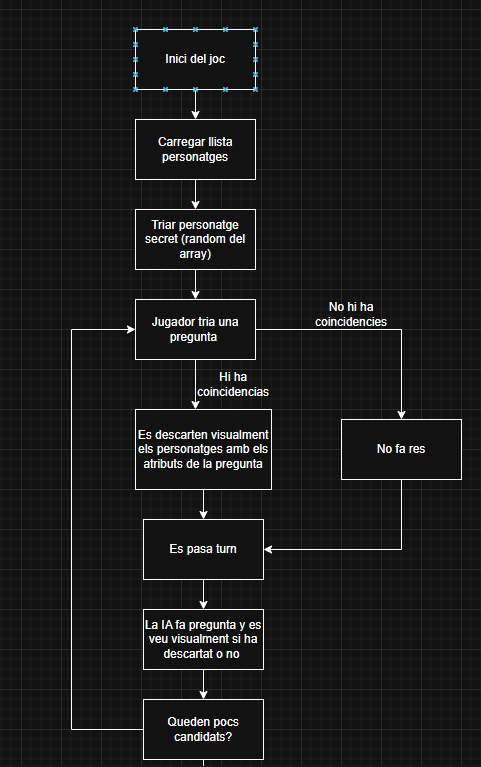 Inici del joc
Carregar llista
personatges
Triar personatge
secret (random del
array)
Jugador tria una
pregunta
No hi ha
coincidencies
Hi ha
coincidencias
Es descarten visualment
els personatges amb els
atributs de la pregunta
No fa res
Es pasa turn
La IA fa pregunta y es
veu visualment si ha
descartat o no
Queden pocs
candidats?